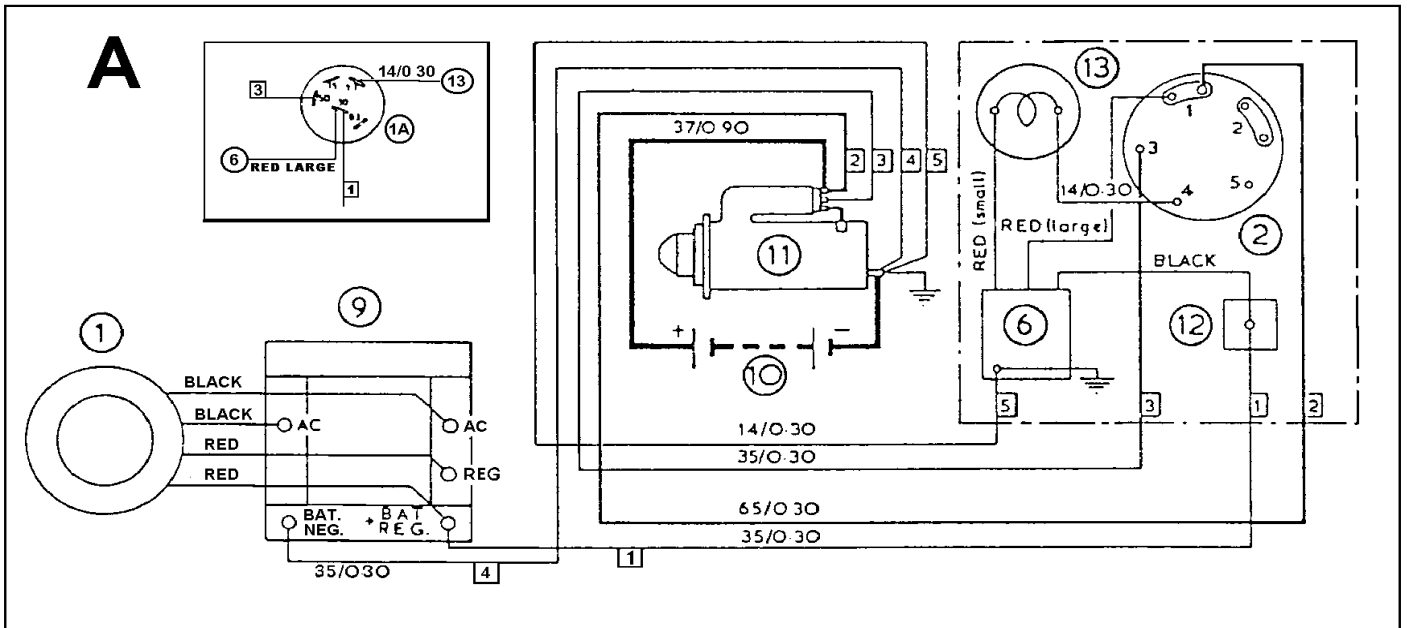 A
14/0 30
13
3
30
1A
6
RED LARGE
1
37/0 90
2
3
4
5
11
+
−
10
13
1
2
3
4
5
14/0·30
RED (small)
RED (large)
2
BLACK
6
12
5
3
1
2
1
9
BLACK
BLACK
AC
AC
RED
REG
RED
BAT.
NEG.
+ BAT
REG.
14/0·30
35/0·30
65/0 30
35/0·30
1
35/0·30
4